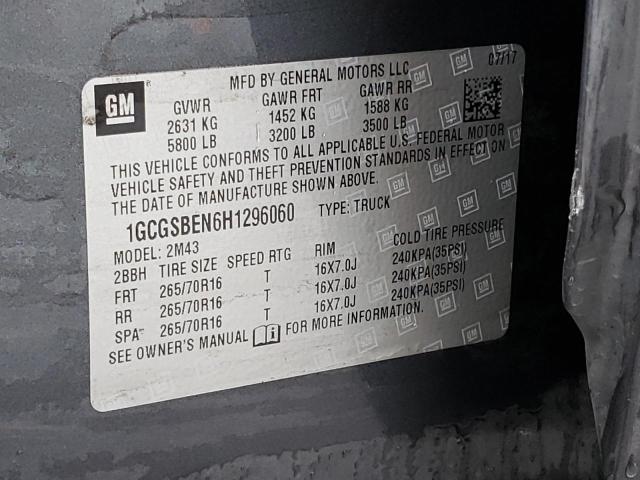 MFD BY GENERAL MOTORS LLC 07/17
GM
GVWR GAWR FRT GAWR RR
2631 KG 1452 KG 1588 KG
5800 LB 3200 LB 3500 LB
THIS VEHICLE CONFORMS TO ALL APPLICABLE U.S. FEDERAL MOTOR
VEHICLE SAFETY AND THEFT PREVENTION STANDARDS IN EFFECT ON
THE DATE OF MANUFACTURE SHOWN ABOVE.
1GCGSBEN6H1296060 TYPE: TRUCK
MODEL: 2M43
2BBH TIRE SIZE SPEED RTG RIM COLD TIRE PRESSURE
FRT 265/70R16 T 16X7.0J 240KPA(35PSI)
RR 265/70R16 T 16X7.0J 240KPA(35PSI)
SPA 265/70R16 T 16X7.0J 240KPA(35PSI)
SEE OWNER'S MANUAL FOR MORE INFORMATION.